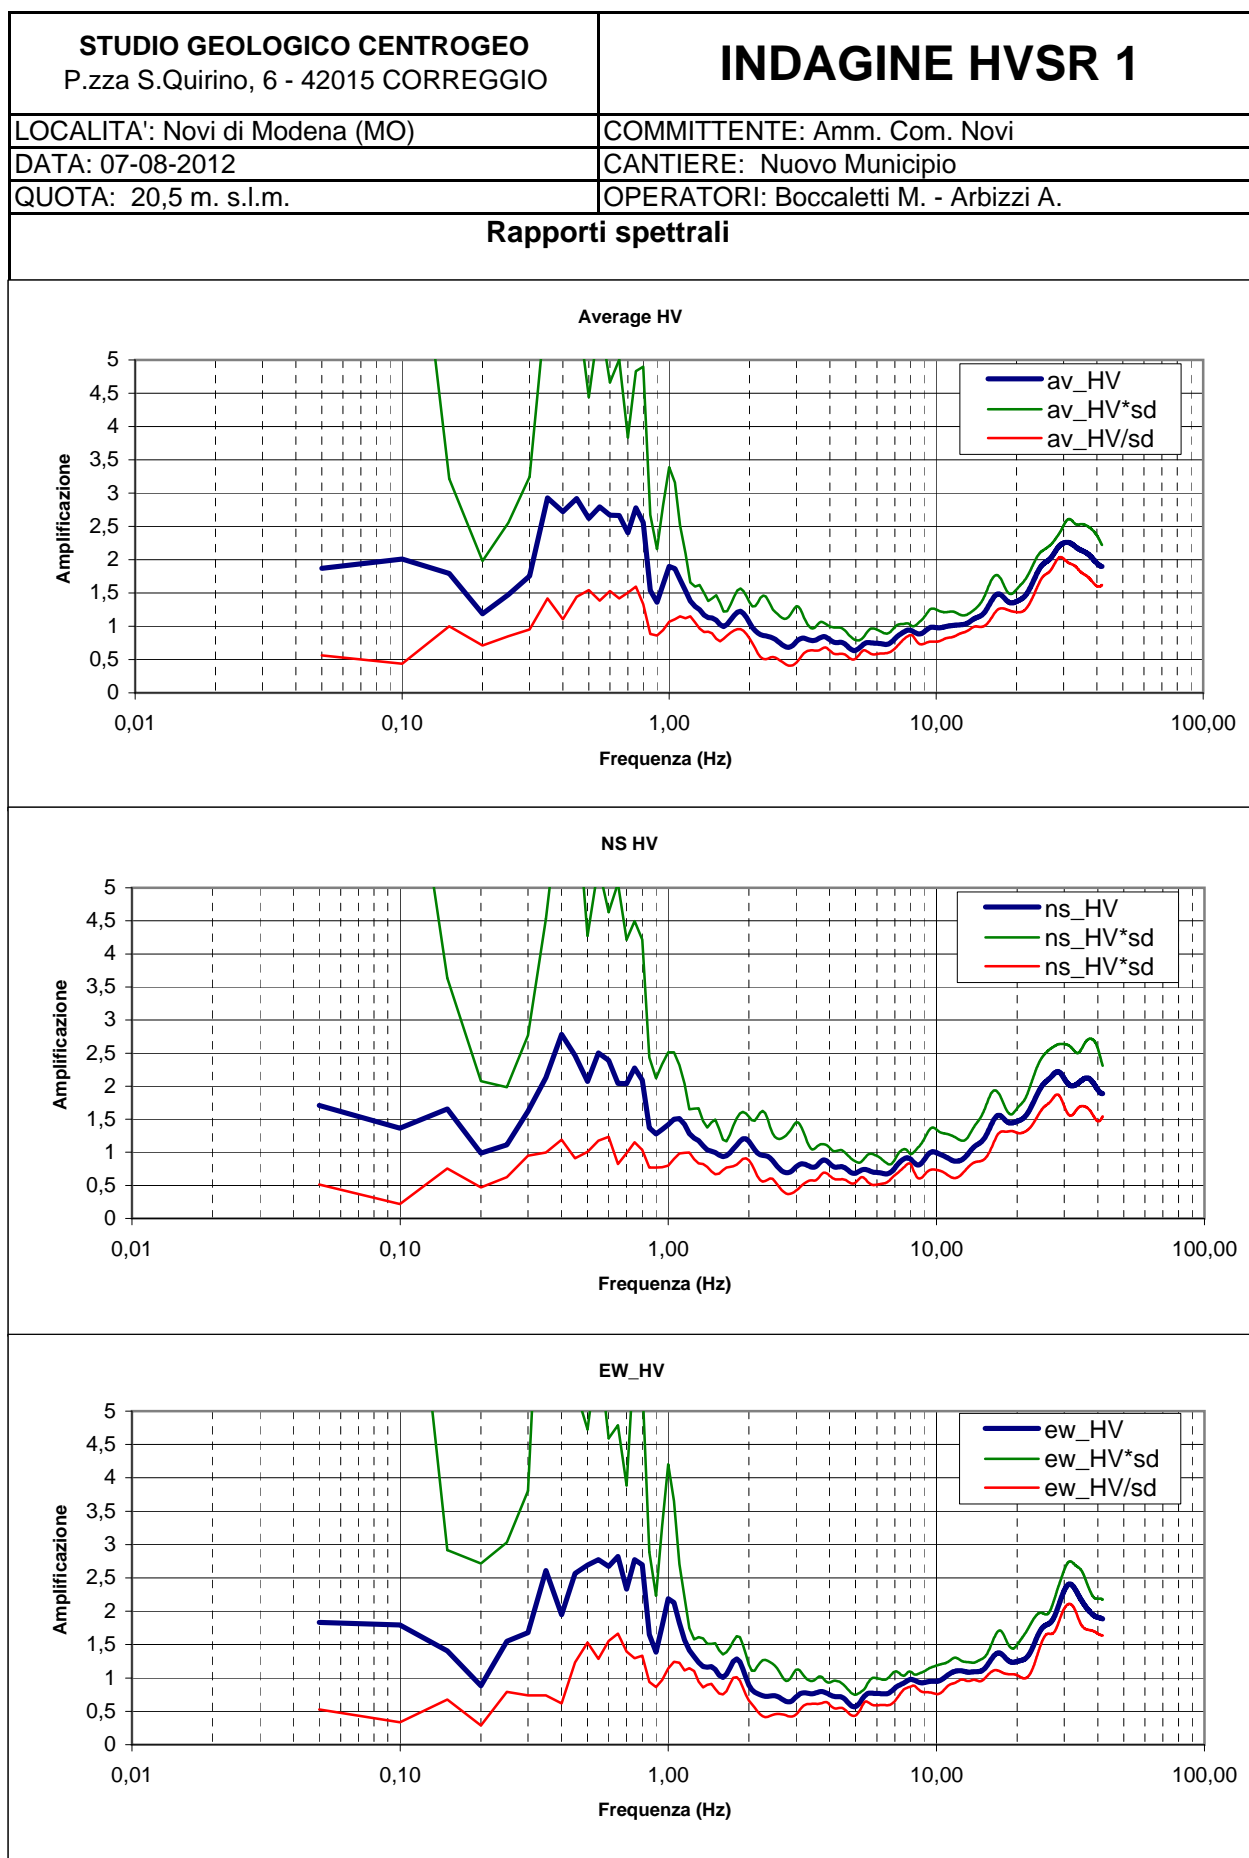 STUDIO GEOLOGICO CENTROGEO
P.zza S.Quirino, 6 - 42015 CORREGGIO
INDAGINE HVSR 1
LOCALITA': Novi di Modena (MO)
COMMITTENTE: Amm. Com. Novi
DATA: 07-08-2012
CANTIERE: Nuovo Municipio
QUOTA: 20,5 m. s.l.m.
OPERATORI: Boccaletti M. - Arbizzi A.
Rapporti spettrali
Average HV
Amplificazione
5
4,5
4
3,5
3
2,5
2
1,5
1
0,5
0
av_HV
av_HV*sd
av_HV/sd
0,01 0,10 1,00 10,00 100,00
Frequenza (Hz)
NS HV
Amplificazione
5
4,5
4
3,5
3
2,5
2
1,5
1
0,5
0
ns_HV
ns_HV*sd
ns_HV*sd
0,01 0,10 1,00 10,00 100,00
Frequenza (Hz)
EW_HV
Amplificazione
5
4,5
4
3,5
3
2,5
2
1,5
1
0,5
0
ew_HV
ew_HV*sd
ew_HV/sd
0,01 0,10 1,00 10,00 100,00
Frequenza (Hz)